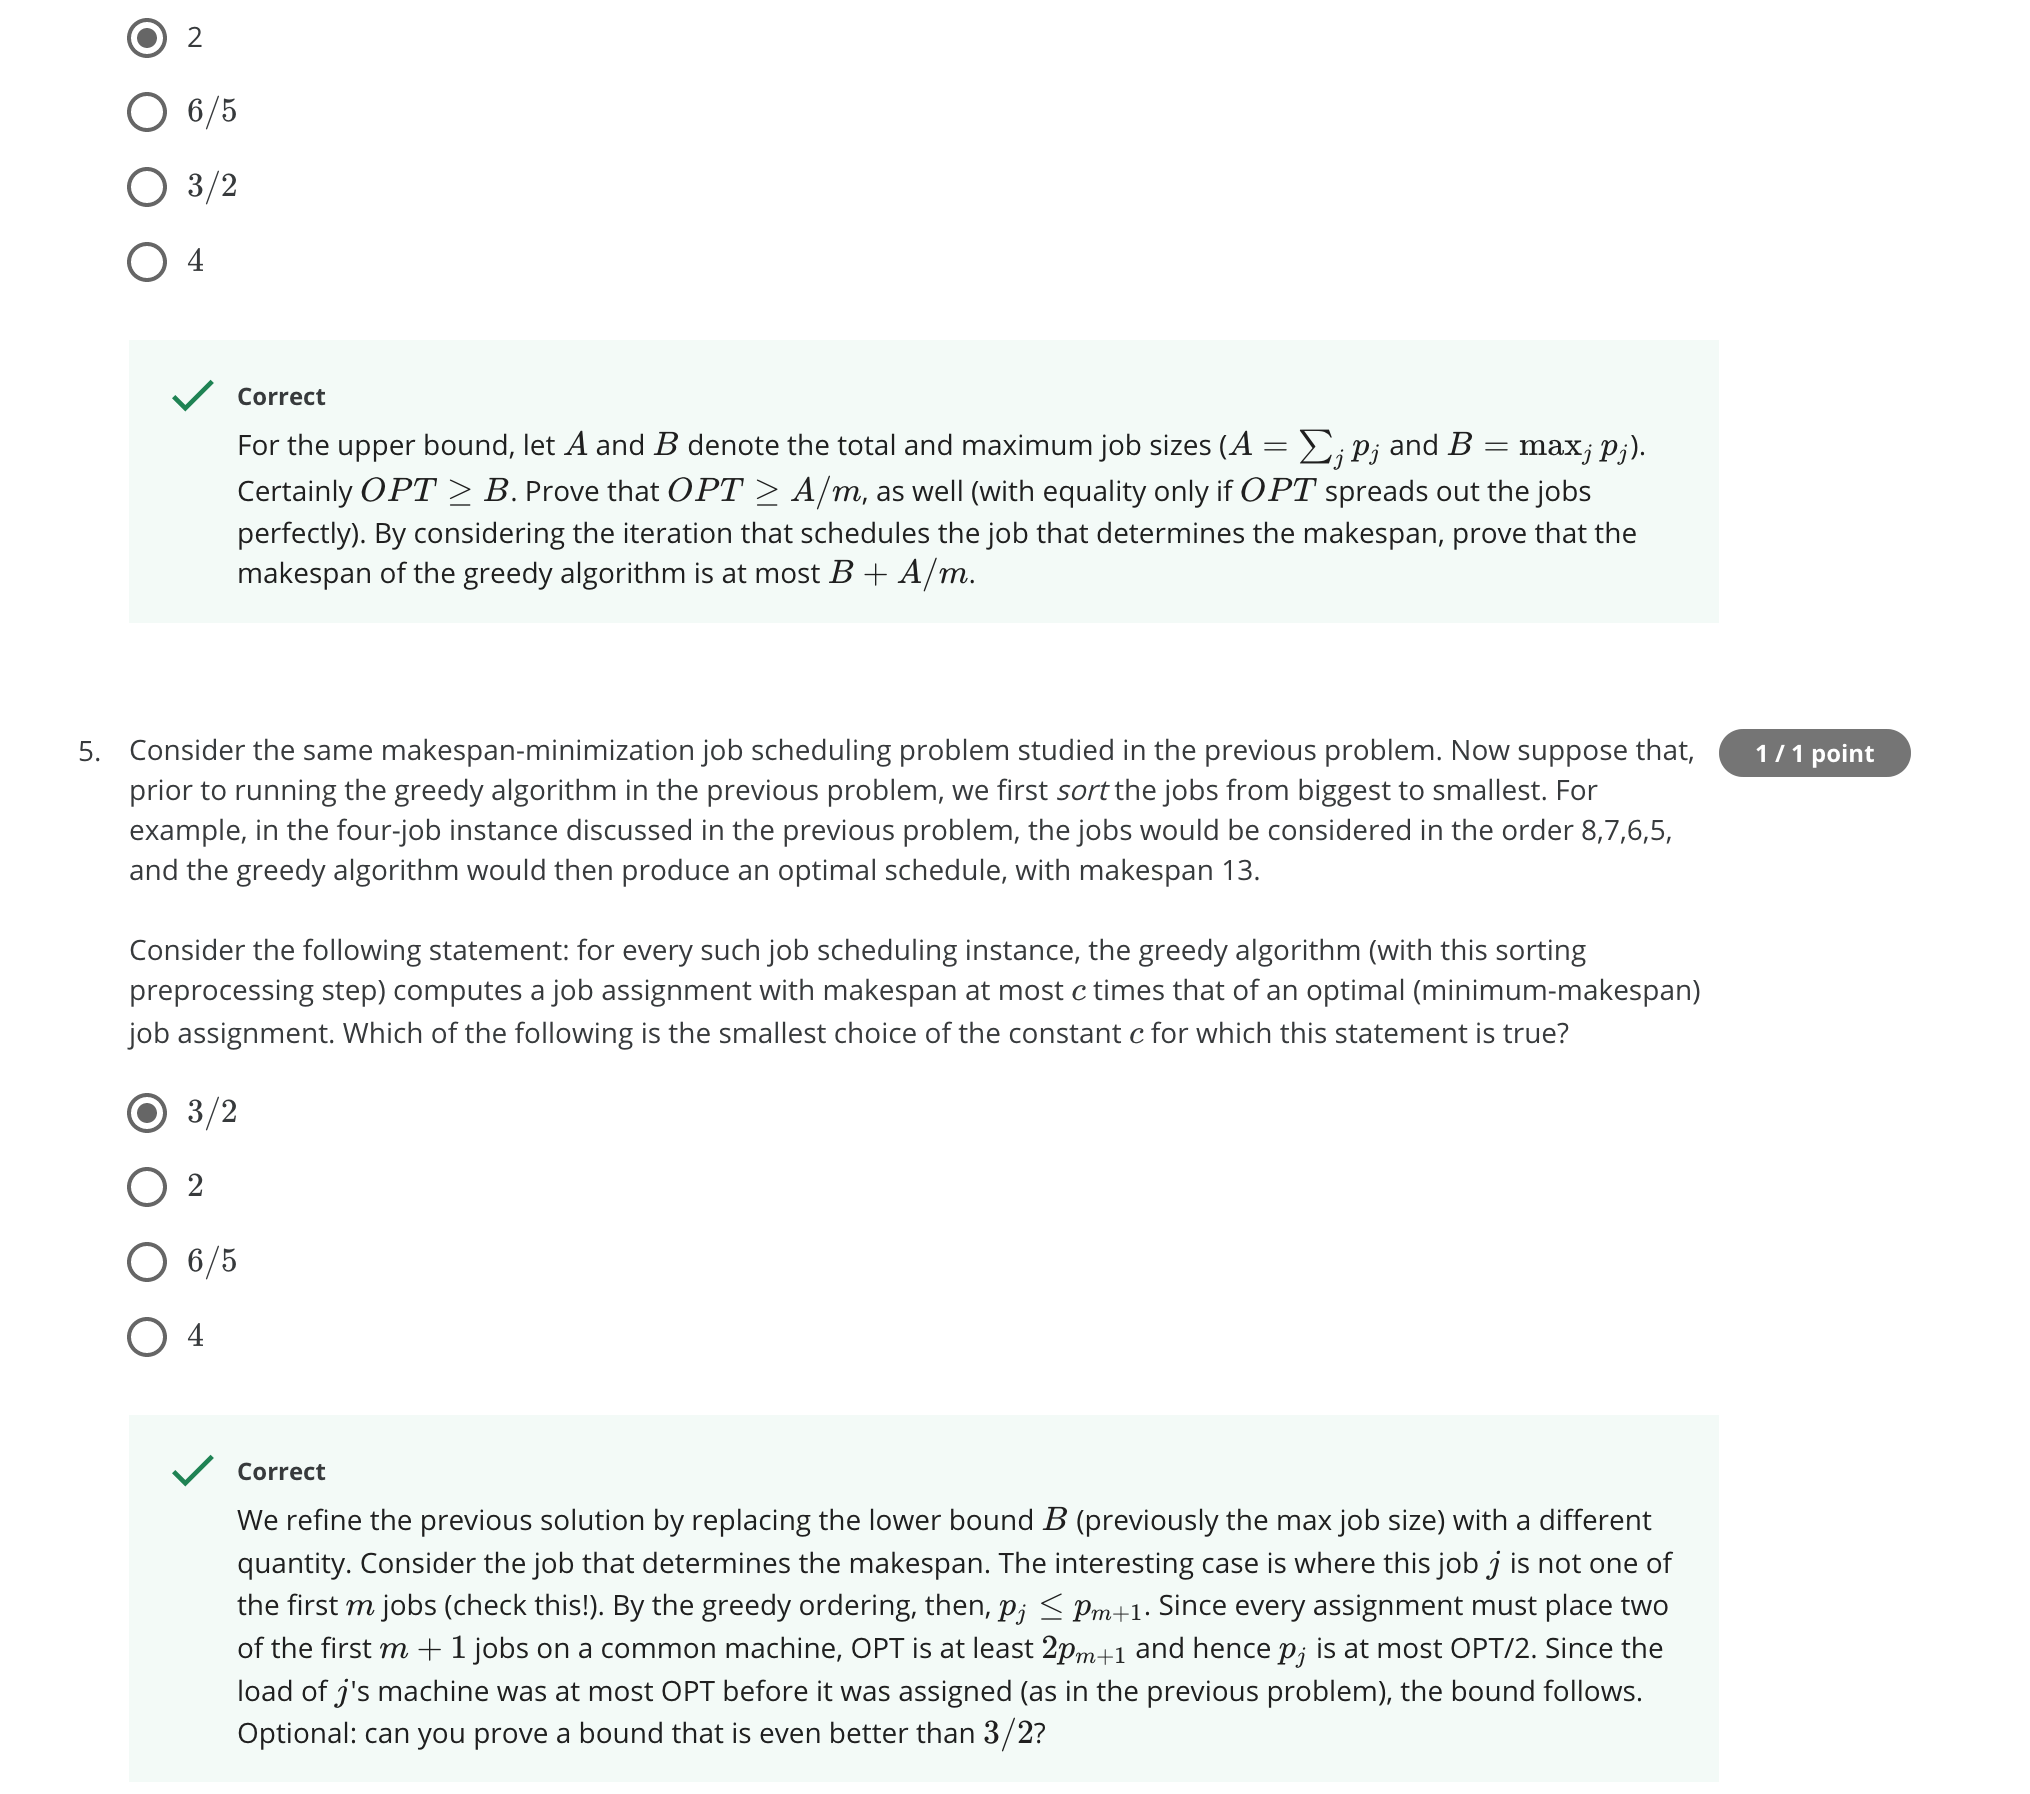 2
6/5
3/2
4
Correct
For the upper bound, let A and B denote the total and maximum job sizes (A = ∑_j p_j and B = max_j p_j).
Certainly OPT ≥ B. Prove that OPT ≥ A/m, as well (with equality only if OPT spreads out the jobs
perfectly). By considering the iteration that schedules the job that determines the makespan, prove that the
makespan of the greedy algorithm is at most B + A/m.
5. Consider the same makespan-minimization job scheduling problem studied in the previous problem. Now suppose that,
1 / 1 point
prior to running the greedy algorithm in the previous problem, we first sort the jobs from biggest to smallest. For
example, in the four-job instance discussed in the previous problem, the jobs would be considered in the order 8,7,6,5,
and the greedy algorithm would then produce an optimal schedule, with makespan 13.
Consider the following statement: for every such job scheduling instance, the greedy algorithm (with this sorting
preprocessing step) computes a job assignment with makespan at most c times that of an optimal (minimum-makespan)
job assignment. Which of the following is the smallest choice of the constant c for which this statement is true?
3/2
2
6/5
4
Correct
We refine the previous solution by replacing the lower bound B (previously the max job size) with a different
quantity. Consider the job that determines the makespan. The interesting case is where this job j is not one of
the first m jobs (check this!). By the greedy ordering, then, p_j ≤ p_{m+1}. Since every assignment must place two
of the first m + 1 jobs on a common machine, OPT is at least 2p_{m+1} and hence p_j is at most OPT/2. Since the
load of j's machine was at most OPT before it was assigned (as in the previous problem), the bound follows.
Optional: can you prove a bound that is even better than 3/2?